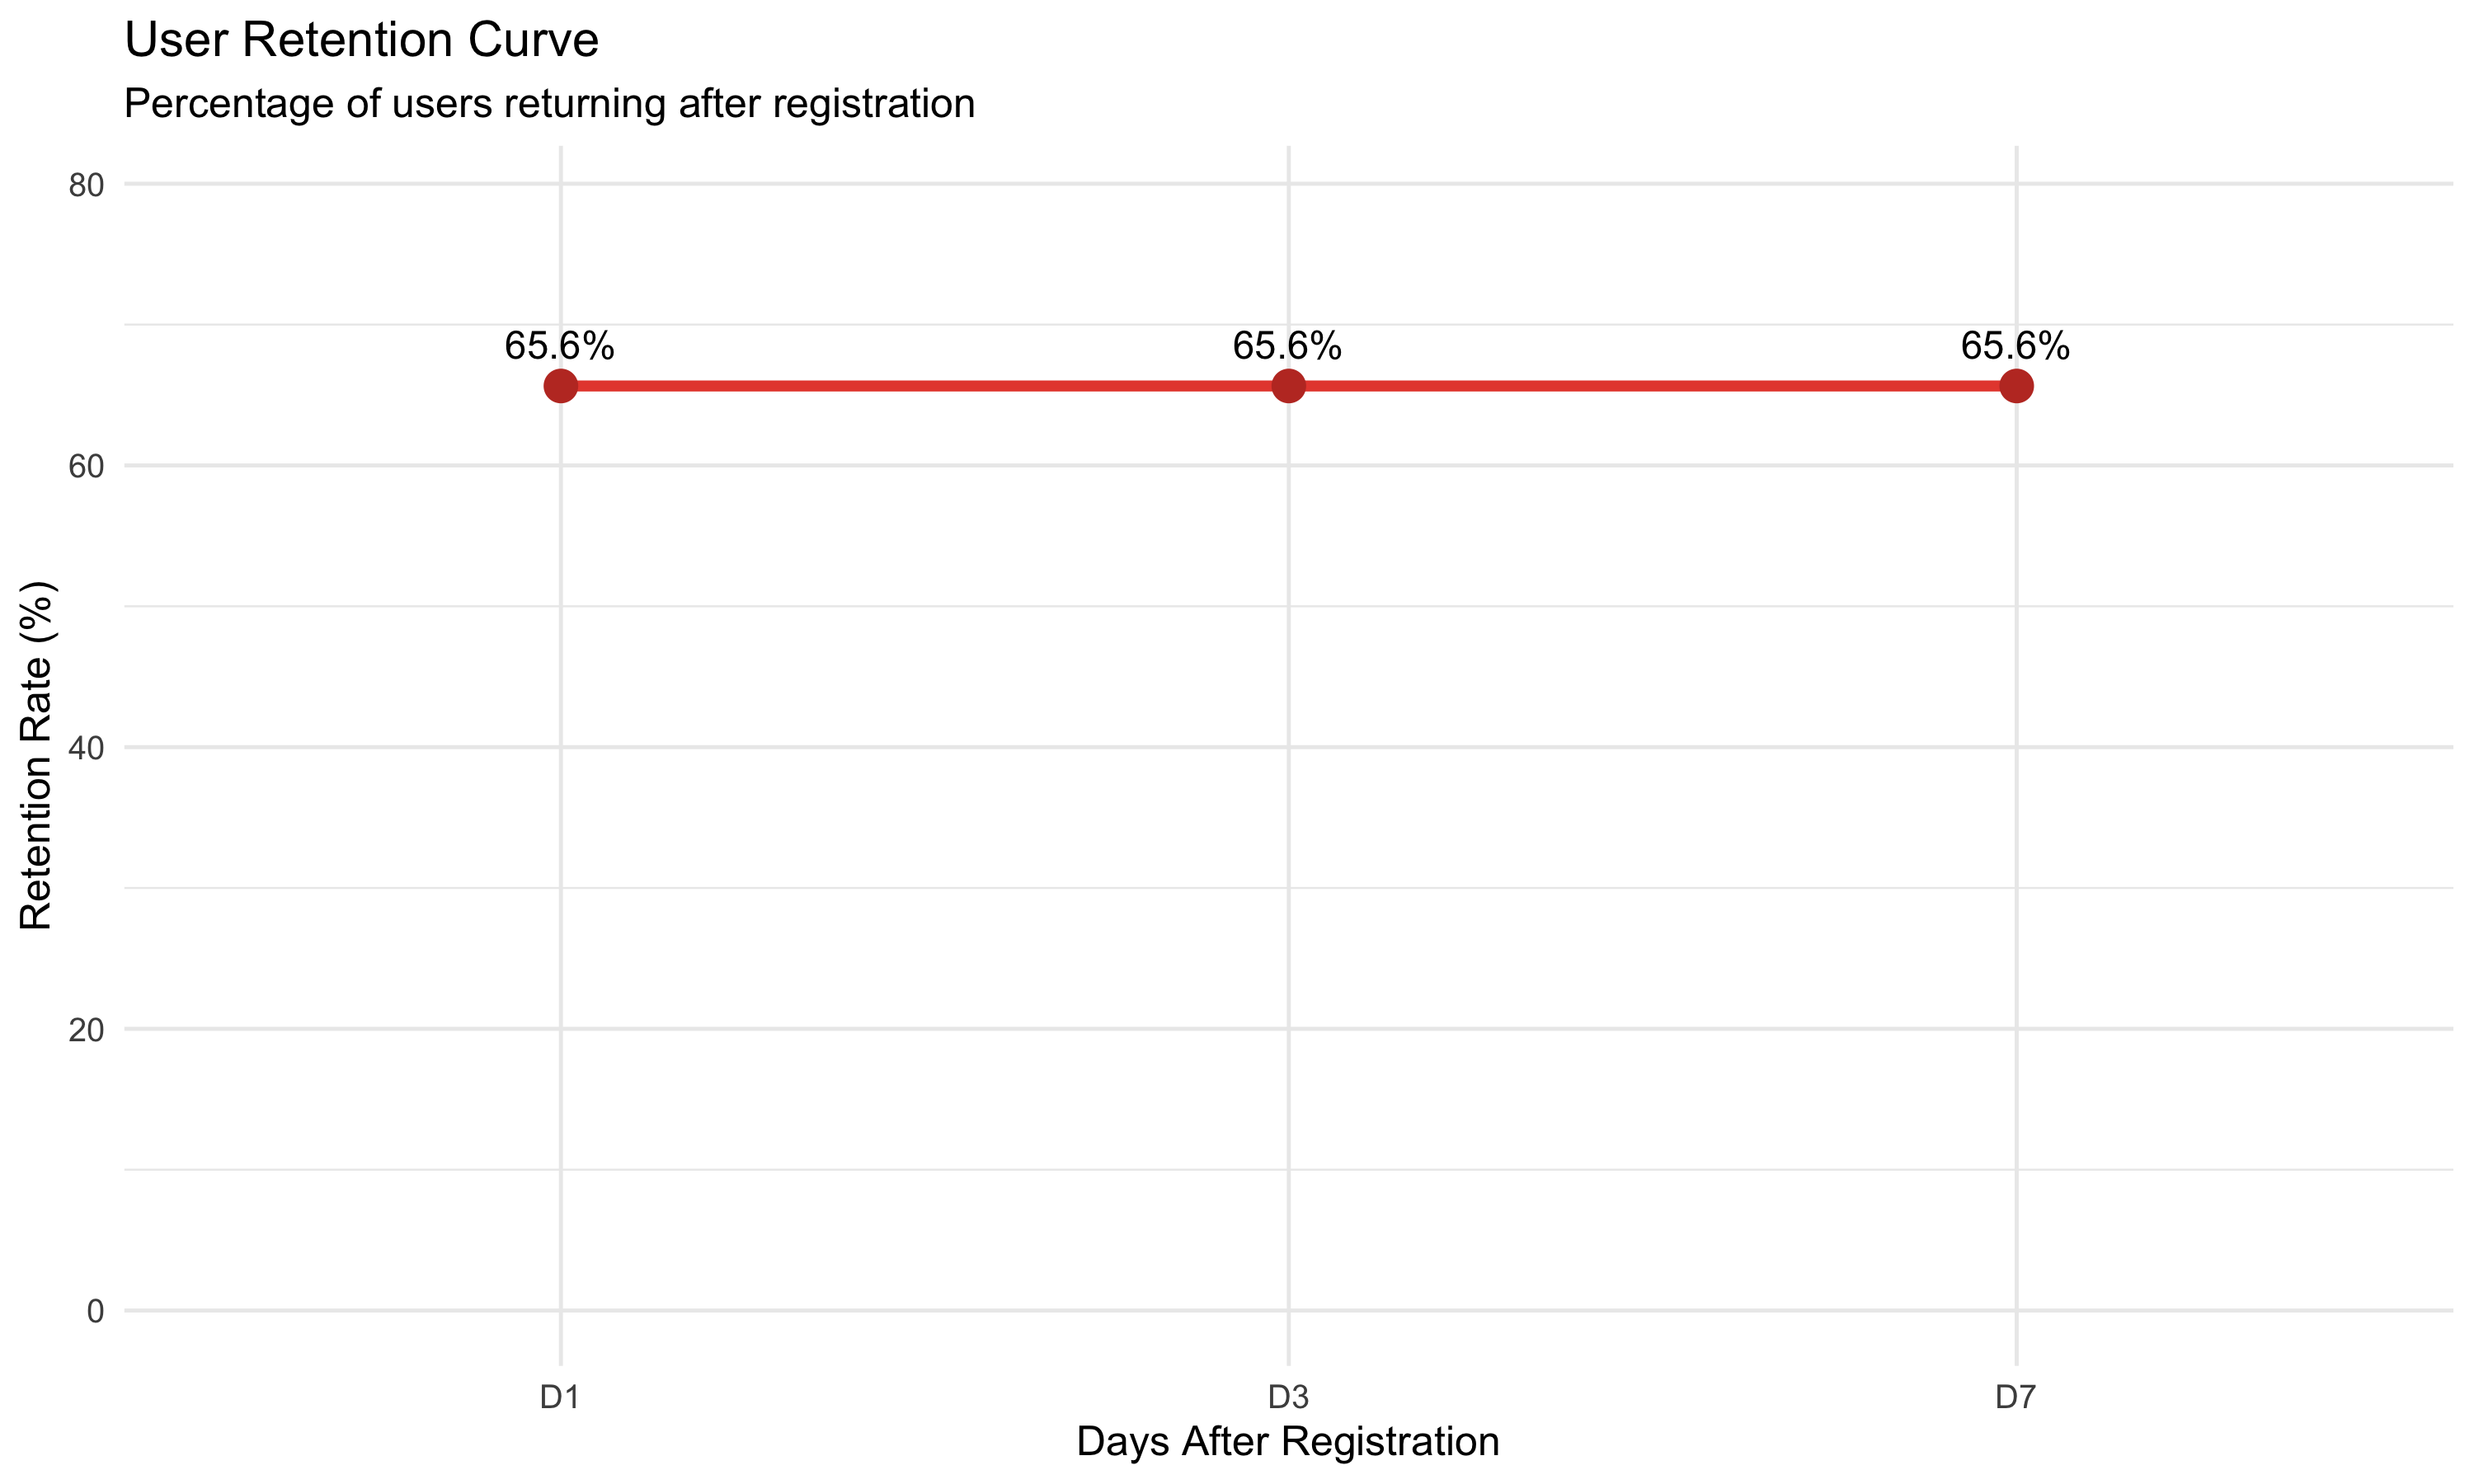 User Retention Curve
Percentage of users returning after registration
80
65.6% 65.6% 65.6%
60
Retention Rate (%)
40
20
0
D1 D3 D7
Days After Registration